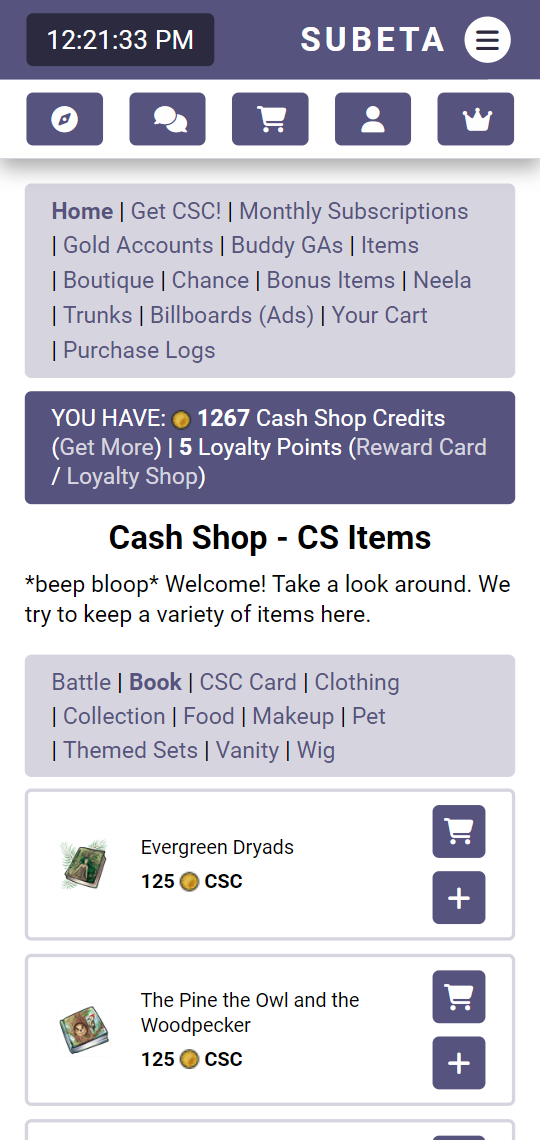 12:21:33 PM
SUBETA
Home | Get CSC! | Monthly Subscriptions
| Gold Accounts | Buddy GAs | Items
| Boutique | Chance | Bonus Items | Neela
| Trunks | Billboards (Ads) | Your Cart
| Purchase Logs
YOU HAVE: 1267 Cash Shop Credits
(Get More) | 5 Loyalty Points (Reward Card
/ Loyalty Shop)
Cash Shop - CS Items
*beep bloop* Welcome! Take a look around. We
try to keep a variety of items here.
Battle | Book | CSC Card | Clothing
| Collection | Food | Makeup | Pet
| Themed Sets | Vanity | Wig
Evergreen Dryads
125 CSC
The Pine the Owl and the
Woodpecker
125 CSC